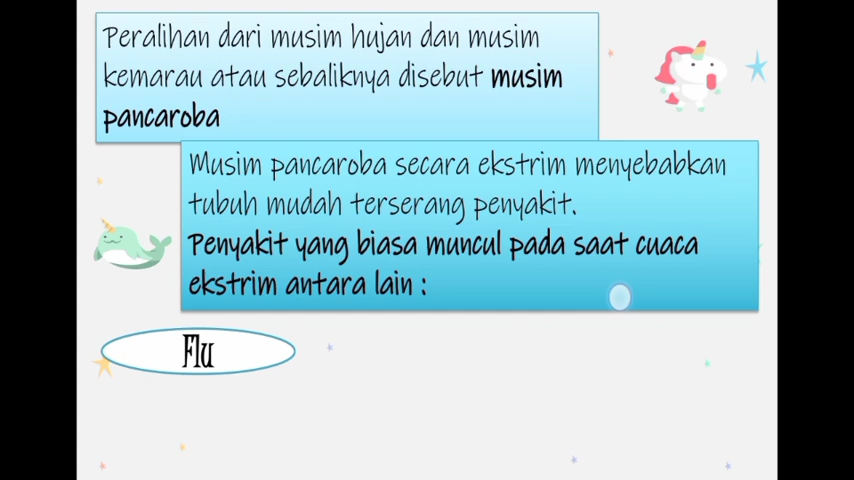 Peralihan dari musim hujan dan musim
kemarau atau sebaliknya disebut musim
pancaroba
Musim pancaroba secara ekstrim menyebabkan
tubuh mudah terserang penyakit.
Penyakit yang biasa muncul pada saat cuaca
ekstrim antara lain :
Flu